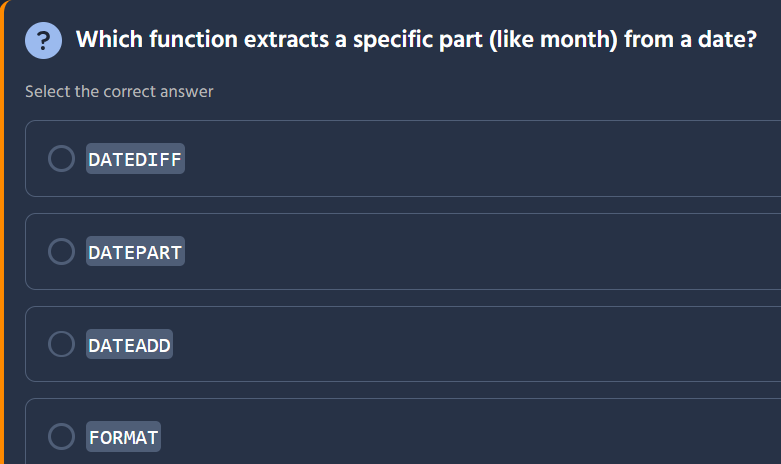 ? Which function extracts a specific part (like month) from a date?
Select the correct answer
DATEDIFF
DATEPART
DATEADD
FORMAT